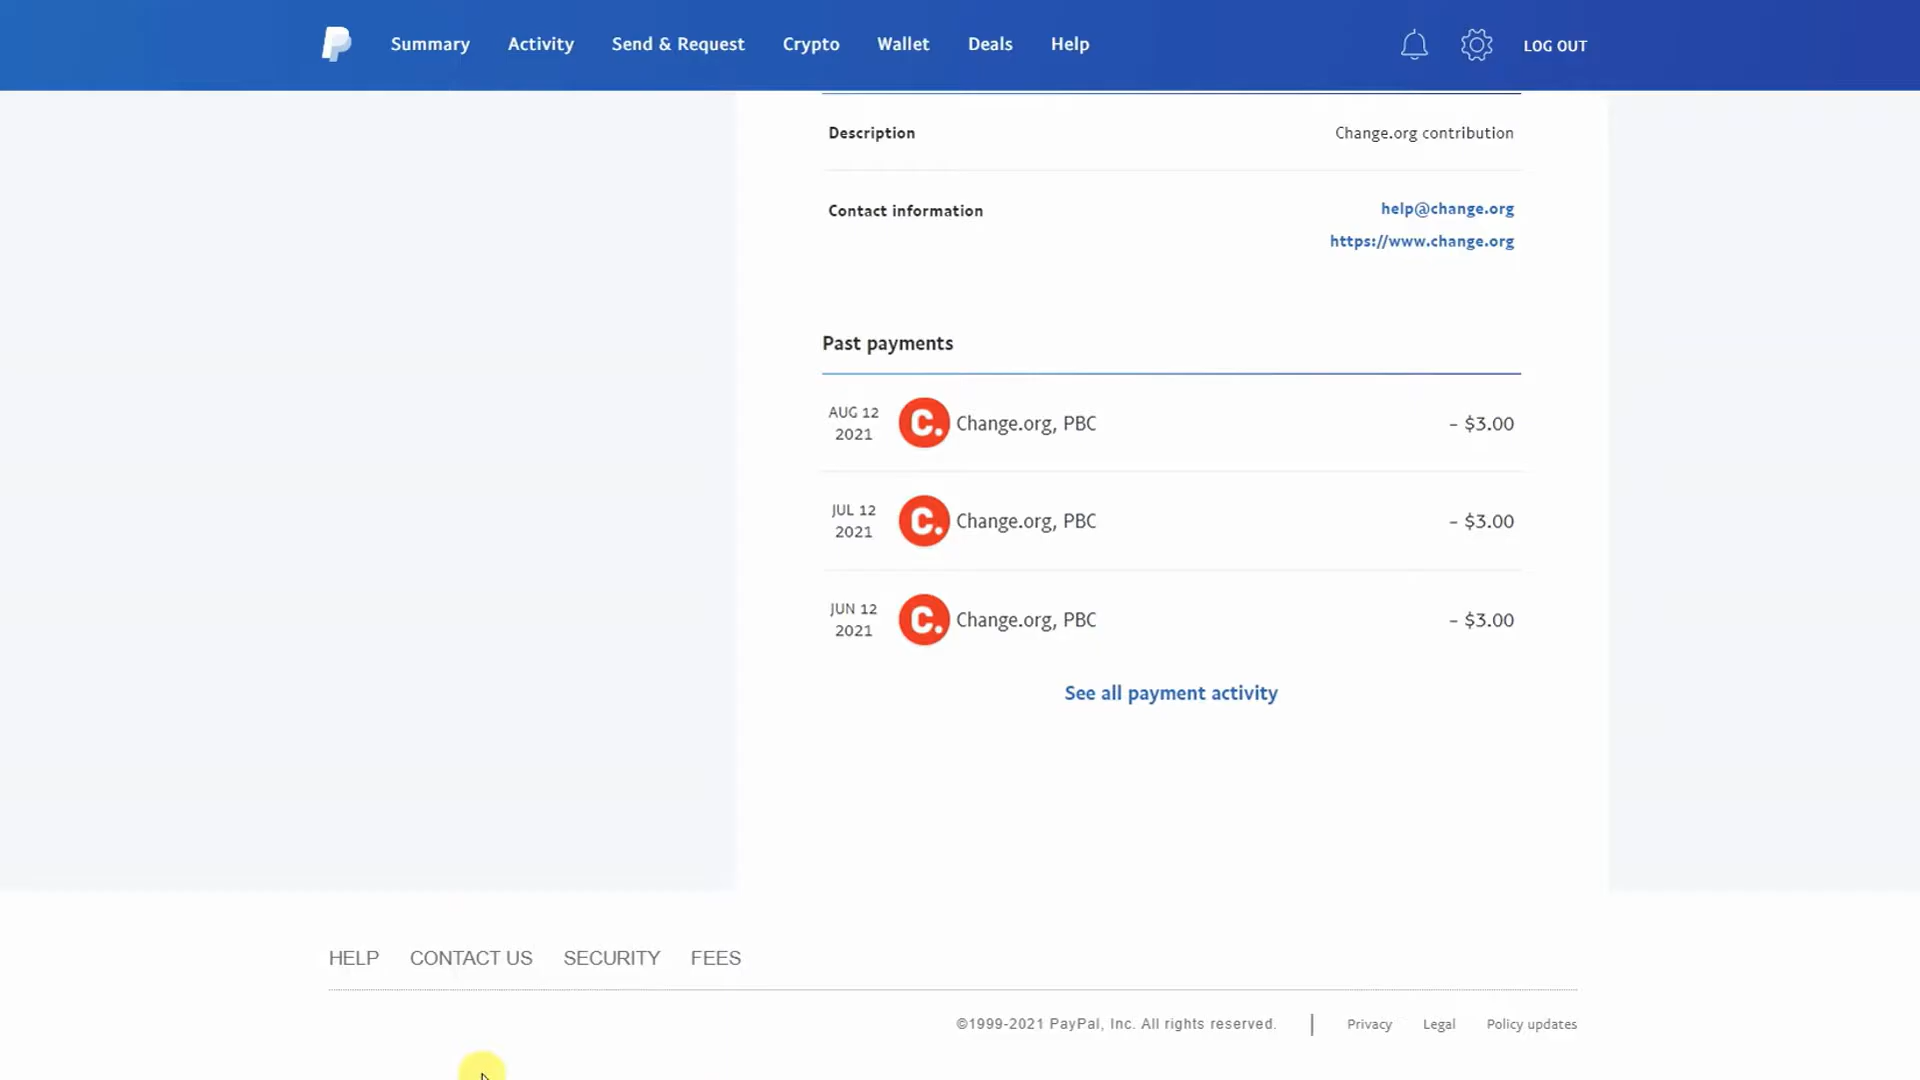 Summary Activity Send & Request Crypto Wallet Deals Help LOG OUT
Description Change.org contribution
Contact information help@change.org
https://www.change.org
Past payments
AUG 12
2021
C. Change.org, PBC - $3.00
JUL 12
2021
C. Change.org, PBC - $3.00
JUN 12
2021
C. Change.org, PBC - $3.00
See all payment activity
HELP CONTACT US SECURITY FEES
©1999-2021 PayPal, Inc. All rights reserved. | Privacy Legal Policy updates